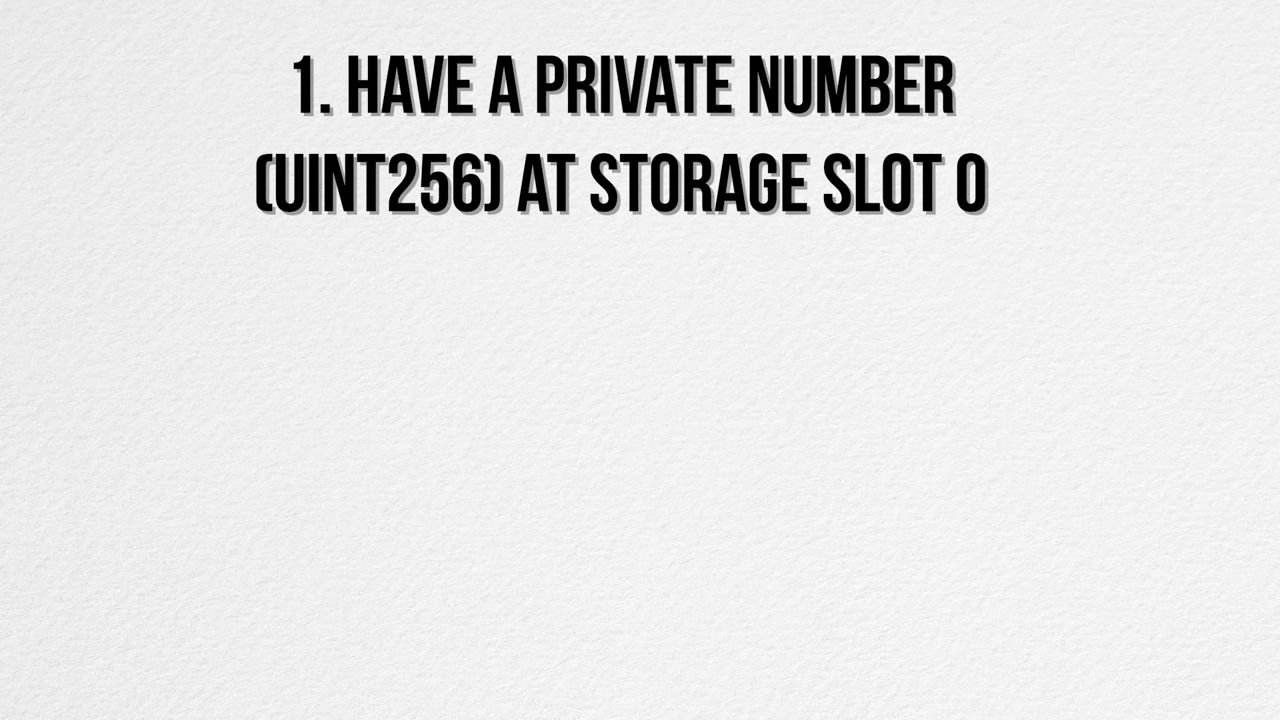 1. HAVE A PRIVATE NUMBER
(UINT256) AT STORAGE SLOT 0